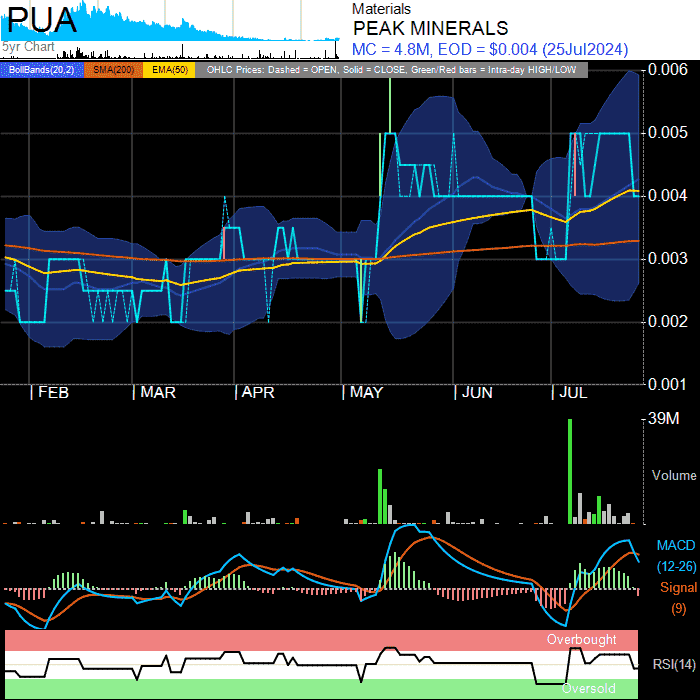 PUA
5yr Chart
Materials
PEAK MINERALS
MC = 4.8M, EOD = $0.004 (25Jul2024)
BollBands(20,2) SMA(200) EMA(50) OHLC Prices: Dashed = OPEN, Solid = CLOSE, Green/Red bars = Intra-day HIGH/LOW
0.006
0.005
0.004
0.003
0.002
0.001
FEB MAR APR MAY JUN JUL
39M
Volume
MACD
(12-26)
Signal
(9)
Overbought
RSI(14)
Oversold